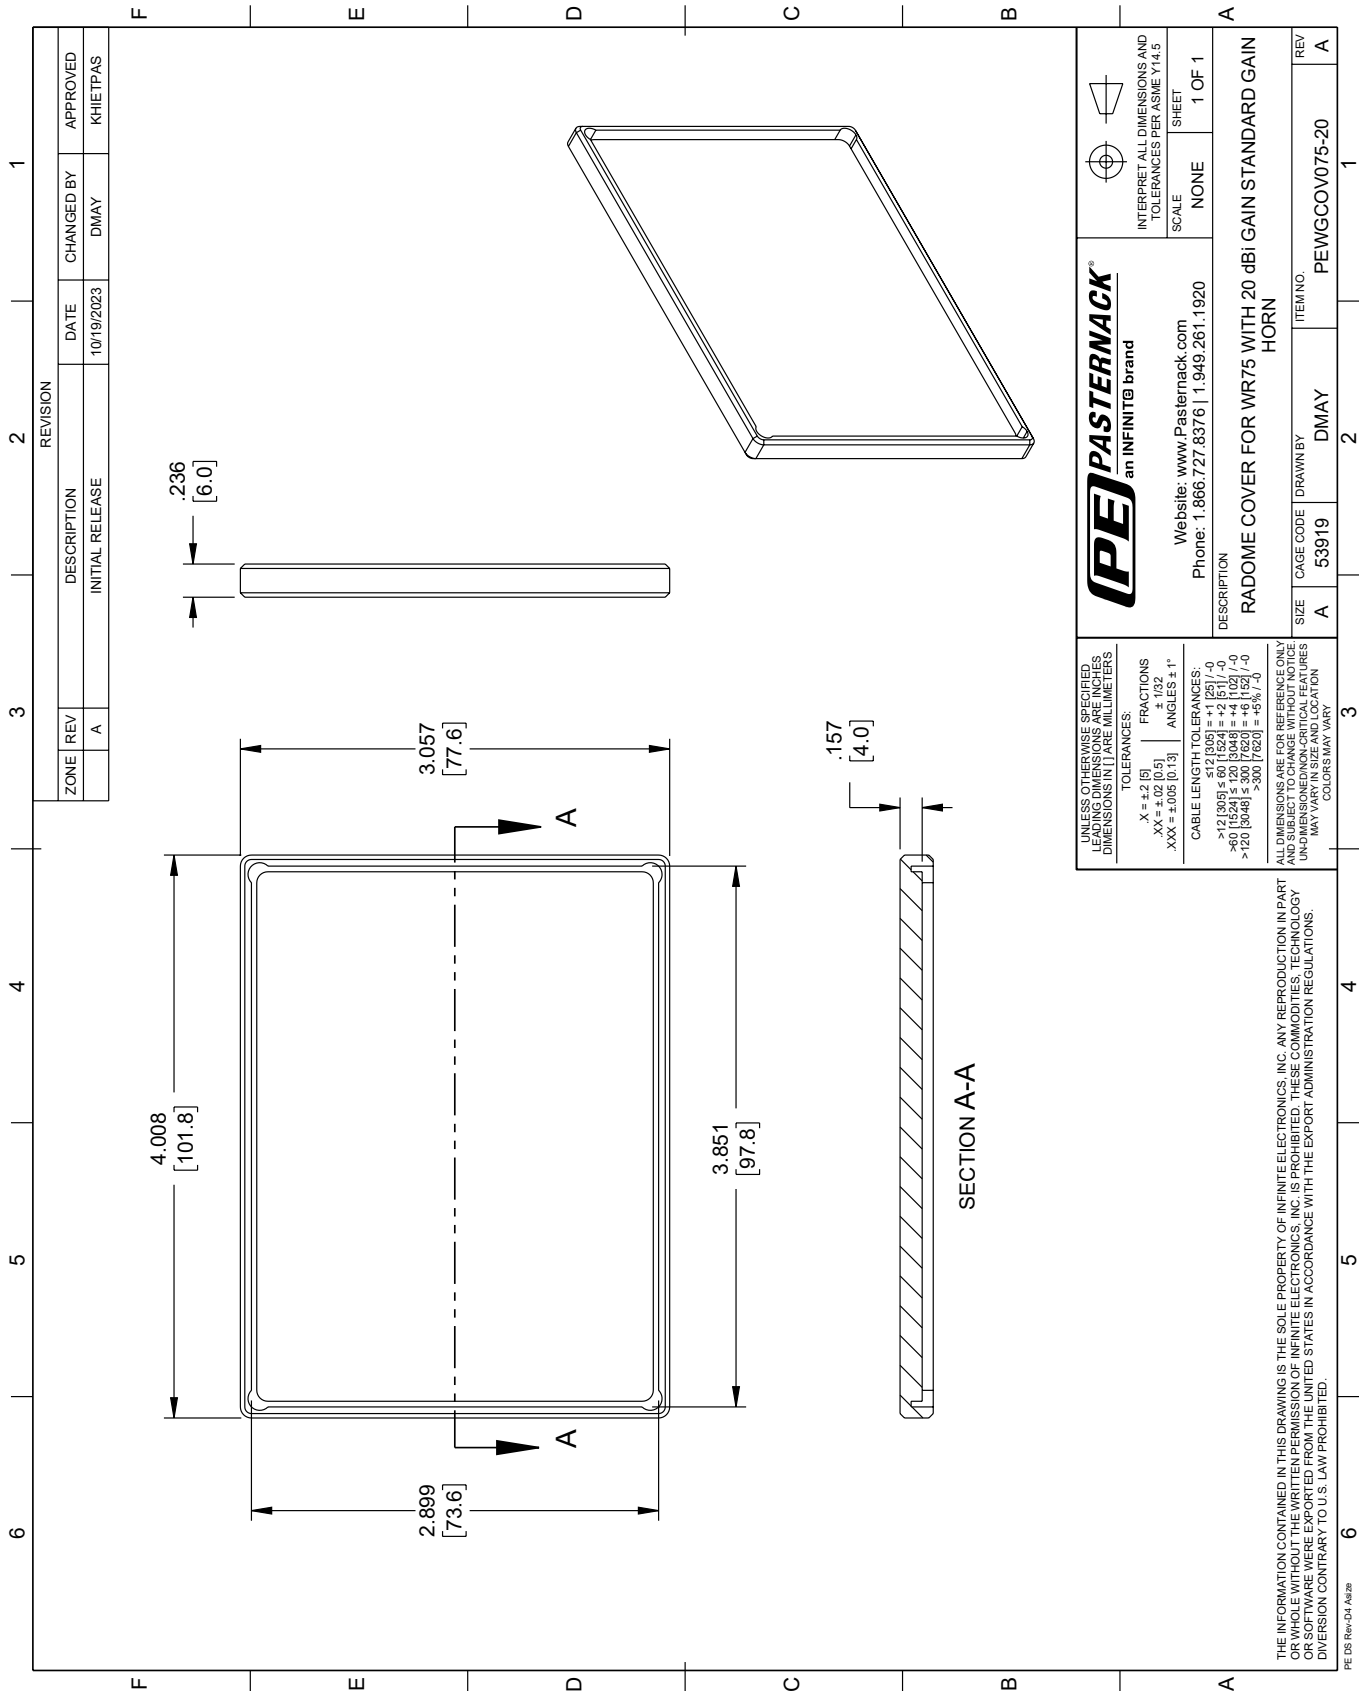 6
5
4
3
2
1
F
E
D
C
B
A
REVISION
ZONE REV DESCRIPTION DATE CHANGED BY APPROVED
A INITIAL RELEASE 10/19/2023 DMAY KHIETPAS
4.008
[101.8]
.236
[6.0]
3.057
[77.6]
2.899
[73.6]
A
A
3.851
[97.8]
.157
[4.0]
SECTION A-A
UNLESS OTHERWISE SPECIFIED
LEADING DIMENSIONS ARE INCHES
DIMENSIONS IN [ ] ARE MILLIMETERS
TOLERANCES:
.X = ±.2 [5] FRACTIONS
.XX = ±.02 [0.5] ± 1/32
.XXX = ±.005 [0.13] ANGLES ± 1°
CABLE LENGTH TOLERANCES:
≤12 [305] = +1 [25] / -0
>12 [305] ≤ 60 [1524] = +2 [51] / -0
>60 [1524] ≤ 120 [3048] = +4 [102] / -0
>120 [3048] ≤ 300 [7620] = +6 [152] / -0
>300 [7620] = +5% / -0
ALL DIMENSIONS ARE FOR REFERENCE ONLY
AND SUBJECT TO CHANGE WITHOUT NOTICE.
UN-DIMENSIONED/NON-CRITICAL FEATURES
MAY VARY IN SIZE AND LOCATION
COLORS MAY VARY
PE PASTERNACK®
an INFINIT@ brand
Website: www.Pasternack.com
Phone: 1.866.727.8376 | 1.949.261.1920
INTERPRET ALL DIMENSIONS AND
TOLERANCES PER ASME Y14.5
SCALE SHEET
NONE 1 OF 1
DESCRIPTION
RADOME COVER FOR WR75 WITH 20 dBi GAIN STANDARD GAIN
HORN
SIZE CAGE CODE DRAWN BY ITEM NO. REV
A 53919 DMAY PEWGCOV075-20 A
THE INFORMATION CONTAINED IN THIS DRAWING IS THE SOLE PROPERTY OF INFINITE ELECTRONICS, INC. ANY REPRODUCTION IN PART
OR WHOLE WITHOUT THE WRITTEN PERMISSION OF INFINITE ELECTRONICS, INC. IS PROHIBITED. THESE COMMODITIES, TECHNOLOGY
OR SOFTWARE WERE EXPORTED FROM THE UNITED STATES IN ACCORDANCE WITH THE EXPORT ADMINISTRATION REGULATIONS.
DIVERSION CONTRARY TO U.S. LAW PROHIBITED.
F
E
D
C
B
A
6
5
4
3
2
1
PE DS Rev-D4 Asize